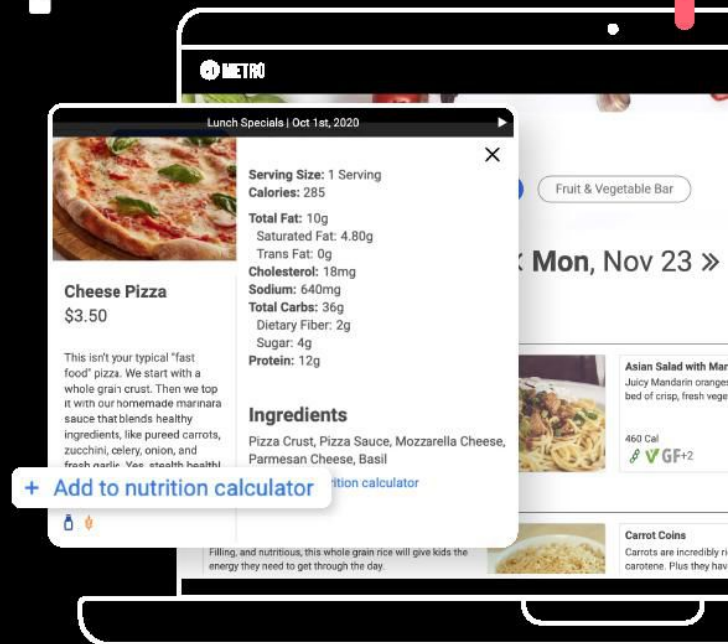 METRO
Lunch Specials | Oct 1st, 2020
Cheese Pizza
$3.50
This isn't your typical "fast
food" pizza. We start with a
whole grain crust. Then we top
it with our homemade marinara
sauce that blends healthy
ingredients, like pureed carrots,
zucchini, celery, onion, and
fresh garlic. Yes, stealth
Serving Size: 1 Serving
Calories: 285
Total Fat: 10g
Saturated Fat: 4.80g
Trans Fat: 0g
Cholesterol: 18mg
Sodium: 640mg
Total Carbs: 36g
Dietary Fiber: 2g
Sugar: 4g
Protein: 12g
Ingredients
Pizza Crust, Pizza Sauce, Mozzarella Cheese,
Parmesan Cheese, Basil
calculator
+ Add to nutrition calculator
Fruit & Vegetable Bar
Mon, Nov 23 »
Asian Salad with
Juicy Mandarin
bed of crisp, fresh
460 Cal
GF+2
Carrot Coins
Carrots are incredibly
carotene. Plus they
Filling, and nutritious, this whole grain rice will give kids the
energy they need to get through the day.